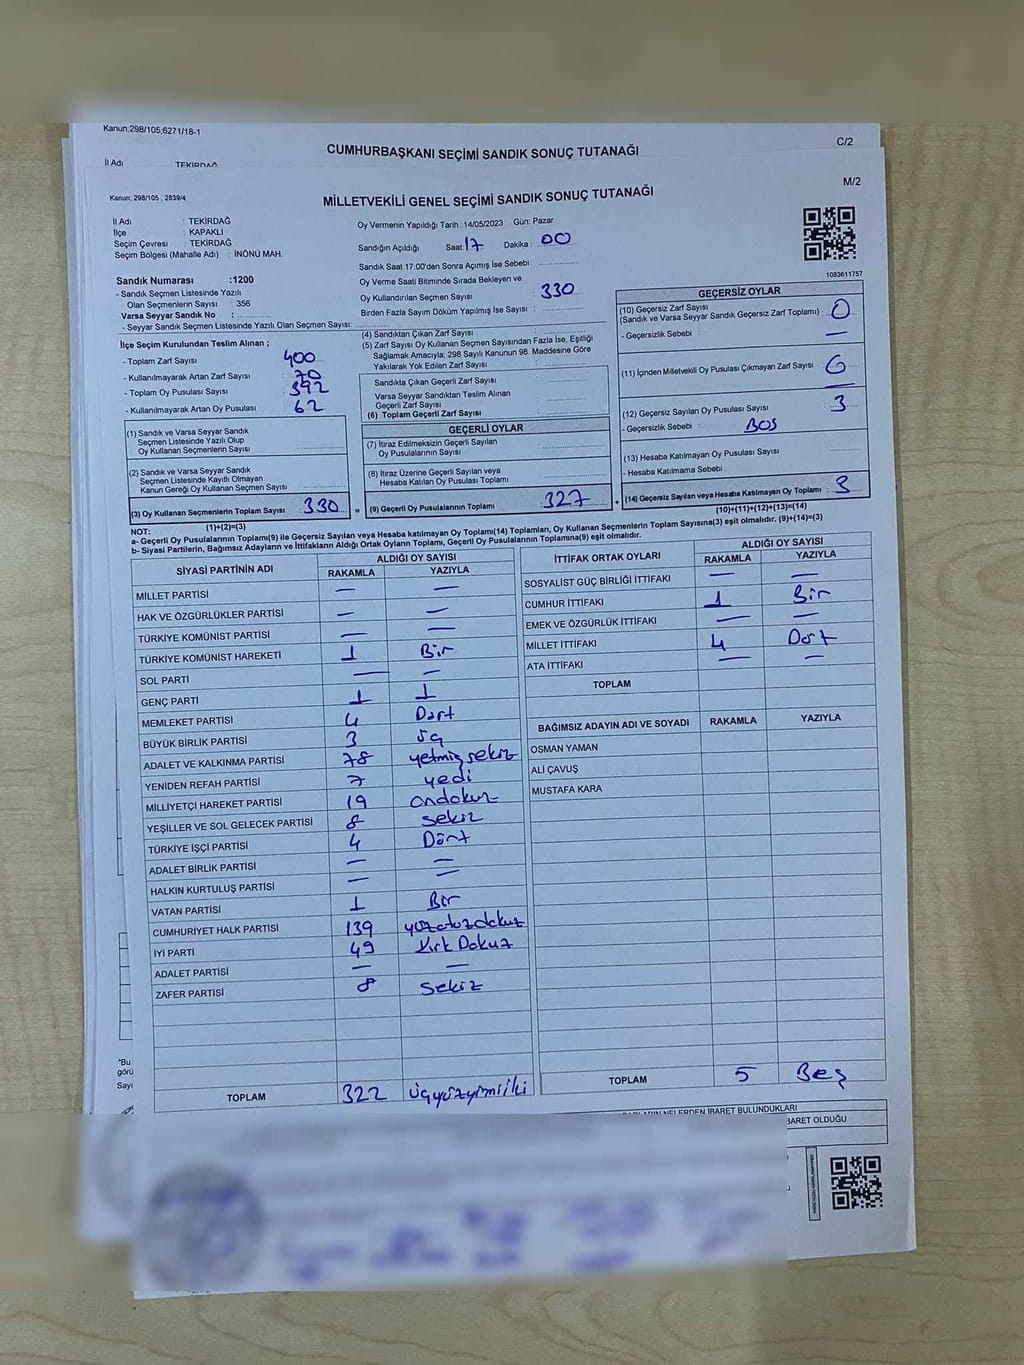 Kanun;298/105,6271/18-1
C/2
CUMHURBAŞKANI SEÇİMİ SANDIK SONUÇ TUTANAĞI
İl Adı TEKİRDAĞ
M/2
Kanun; 298/105 , 2839/4
MİLLETVEKİLİ GENEL SEÇİMİ SANDIK SONUÇ TUTANAĞI
İl Adı : TEKİRDAĞ
İlçe : KAPAKLI
Seçim Çevresi : TEKİRDAĞ
Seçim Bölgesi (Mahalle Adı) : İNÖNÜ MAH.
Sandık Numarası :1200
- Sandık Seçmen Listesinde Yazılı
Olan Seçmenlerin Sayısı : 356
Varsa Seyyar Sandık No :
- Seyyar Sandık Seçmen Listesinde Yazılı Olan Seçmen Sayısı:
Oy Vermenin Yapıldığı Tarih :14/05/2023 Gün: Pazar
Sandığın Açıldığı Saat: 17 Dakika : 00
Sandık Saat 17:00'den Sonra Açımış İse Sebebi:
Oy Verme Saati Bitiminde Sırada Bekleyen ve
Oy Kullandırılan Seçmen Sayısı 330
Birden Fazla Sayım Döküm Yapılmış İse Sayısı :
1083611757
İlçe Seçim Kurulundan Teslim Alınan ;
- Toplam Zarf Sayısı 400
- Kullanılmayarak Artan Zarf Sayısı : 70
- Toplam Oy Pusulası Sayısı 392
- Kullanılmayarak Artan Oy Pusulası 62
(4) Sandıktan Çıkan Zarf Sayısı
(5) Zarf Sayısı Oy Kullanan Seçmen Sayısından Fazla İse, Eşitliği
Sağlamak Amacıyla; 298 Sayılı Kanunun 98. Maddesine Göre
Yakılarak Yok Edilen Zarf Sayısı
Sandıkta Çıkan Geçerli Zarf Sayısı
Varsa Seyyar Sandıktan Teslim Alınan
Geçerli Zarf Sayısı
(6) Toplam Geçerli Zarf Sayısı
GEÇERSİZ OYLAR
(10) Geçersiz Zarf Sayısı
(Sandık ve Varsa Seyyar Sandık Geçersiz Zarf Toplamı) : 0
- Geçersizlik Sebebi : —
(11) İçinden Milletvekili Oy Pusulası Çıkmayan Zarf Sayısı
(12) Geçersiz Sayılan Oy Pusulası Sayısı 3
- Geçersizlik Sebebi : BOŞ
(13) Hesaba Katılmayan Oy Pusulası Sayısı
- Hesaba Katılmama Sebebi :
(14) Geçersiz Sayılan veya Hesaba Katılmayan Oy Toplamı : 3
(10)+(11)+(12)+(13)=(14)
(1) Sandık ve Varsa Seyyar Sandık
Seçmen Listesinde Yazılı Olup
Oy Kullanan Seçmenlerin Sayısı
(2) Sandık ve Varsa Seyyar Sandık
Seçmen Listesinde Kayıtlı Olmayan
Kanun Gereği Oy Kullanan Seçmen Sayısı
(3) Oy Kullanan Seçmenlerin Toplam Sayısı 330
(1)+(2)=(3)
GEÇERLİ OYLAR
(7) İtiraz Edilmeksizin Geçerli Sayılan
Oy Pusulalarının Sayısı
(8) İtiraz Üzerine Geçerli Sayılan veya
Hesaba Katılan Oy Pusulası Toplamı
= (9) Geçerli Oy Pusulalarının Toplamı 327 +
NOT:
a- Geçerli Oy Pusulalarının Toplamı(9) ile Geçersiz Sayılan veya Hesaba katılmayan Oy Toplamı(14) Toplamları, Oy Kullanan Seçmenlerin Toplam Sayısına(3) eşit olmalıdır. (9)+(14)=(3)
b- Siyasi Partilerin, Bağımsız Adayların ve İttifakların Aldığı Ortak Oyların Toplamı, Geçerli Oy Pusulalarının Toplamına(9) eşit olmalıdır.
SİYASİ PARTİNİN ADI ALDIĞI OY SAYISI
RAKAMLA YAZIYLA
MİLLET PARTİSİ — —
HAK VE ÖZGÜRLÜKLER PARTİSİ — —
TÜRKİYE KOMÜNİST PARTİSİ — —
TÜRKİYE KOMÜNİST HAREKETİ 1 Bir
SOL PARTİ — —
GENÇ PARTİ 1 1
MEMLEKET PARTİSİ 4 Dört
BÜYÜK BİRLİK PARTİSİ 3 üç
ADALET VE KALKINMA PARTİSİ 78 yetmiş sekiz
YENİDEN REFAH PARTİSİ 7 yedi
MİLLİYETÇİ HAREKET PARTİSİ 19 ondokuz
YEŞİLLER VE SOL GELECEK PARTİSİ 8 sekiz
TÜRKİYE İŞÇİ PARTİSİ 4 Dört
ADALET BİRLİK PARTİSİ — —
HALKIN KURTULUŞ PARTİSİ — —
VATAN PARTİSİ 1 Bir
CUMHURİYET HALK PARTİSİ 139 yüzotuzdokuz
İYİ PARTİ 49 Kırk Dokuz
ADALET PARTİSİ — —
ZAFER PARTİSİ 8 Sekiz
TOPLAM 322 Üçyüzyirmiiki
İTTİFAK ORTAK OYLARI ALDIĞI OY SAYISI
RAKAMLA YAZIYLA
SOSYALİST GÜÇ BİRLİĞİ İTTİFAKI — —
CUMHUR İTTİFAKI 1 Bir
EMEK VE ÖZGÜRLÜK İTTİFAKI — —
MİLLET İTTİFAKI 4 Dört
ATA İTTİFAKI — —
TOPLAM
BAĞIMSIZ ADAYIN ADI VE SOYADI RAKAMLA YAZIYLA
OSMAN YAMAN
ALİ ÇAVUŞ
MUSTAFA KARA
TOPLAM 5 Beş
NELERDEN İBARET BULUNDUKLARI
İBARET OLDUĞU
*Bu
görü
Sayı